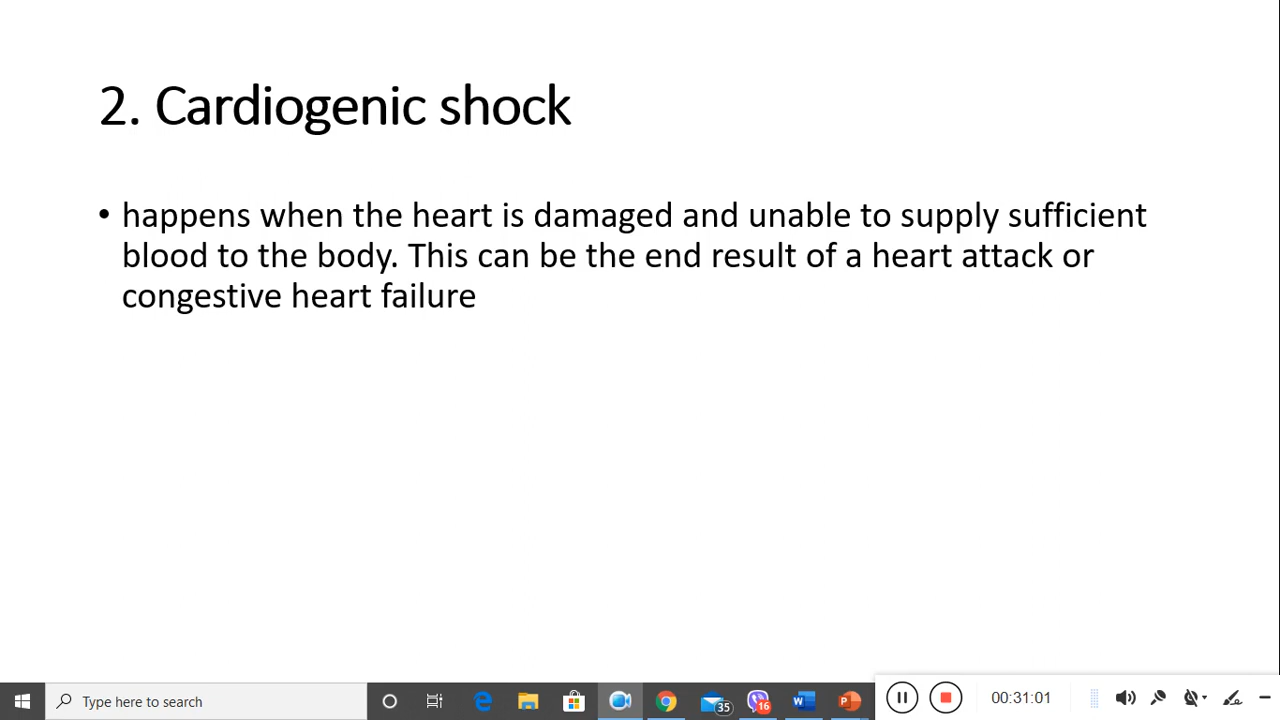 2. Cardiogenic shock
• happens when the heart is damaged and unable to supply sufficient
blood to the body. This can be the end result of a heart attack or
congestive heart failure
Type here to search
35
16
00:31:01